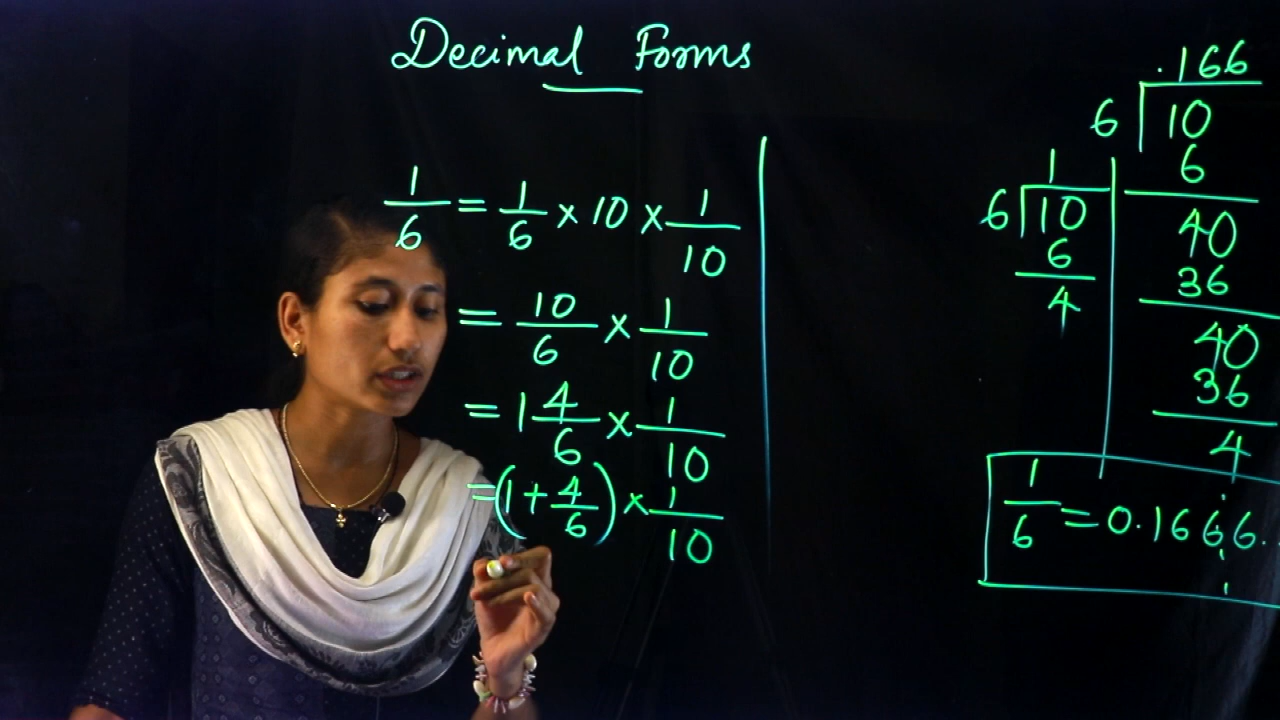 Decimal Forms
1/6 = 1/6 × 10 × 1/10
= 10/6 × 1/10
= 1 4/6 × 1/10
= (1 + 4/6) × 1/10
1
6 10
6
4
.166
6 10
6
40
36
40
36
4
1/6 = 0.1666..